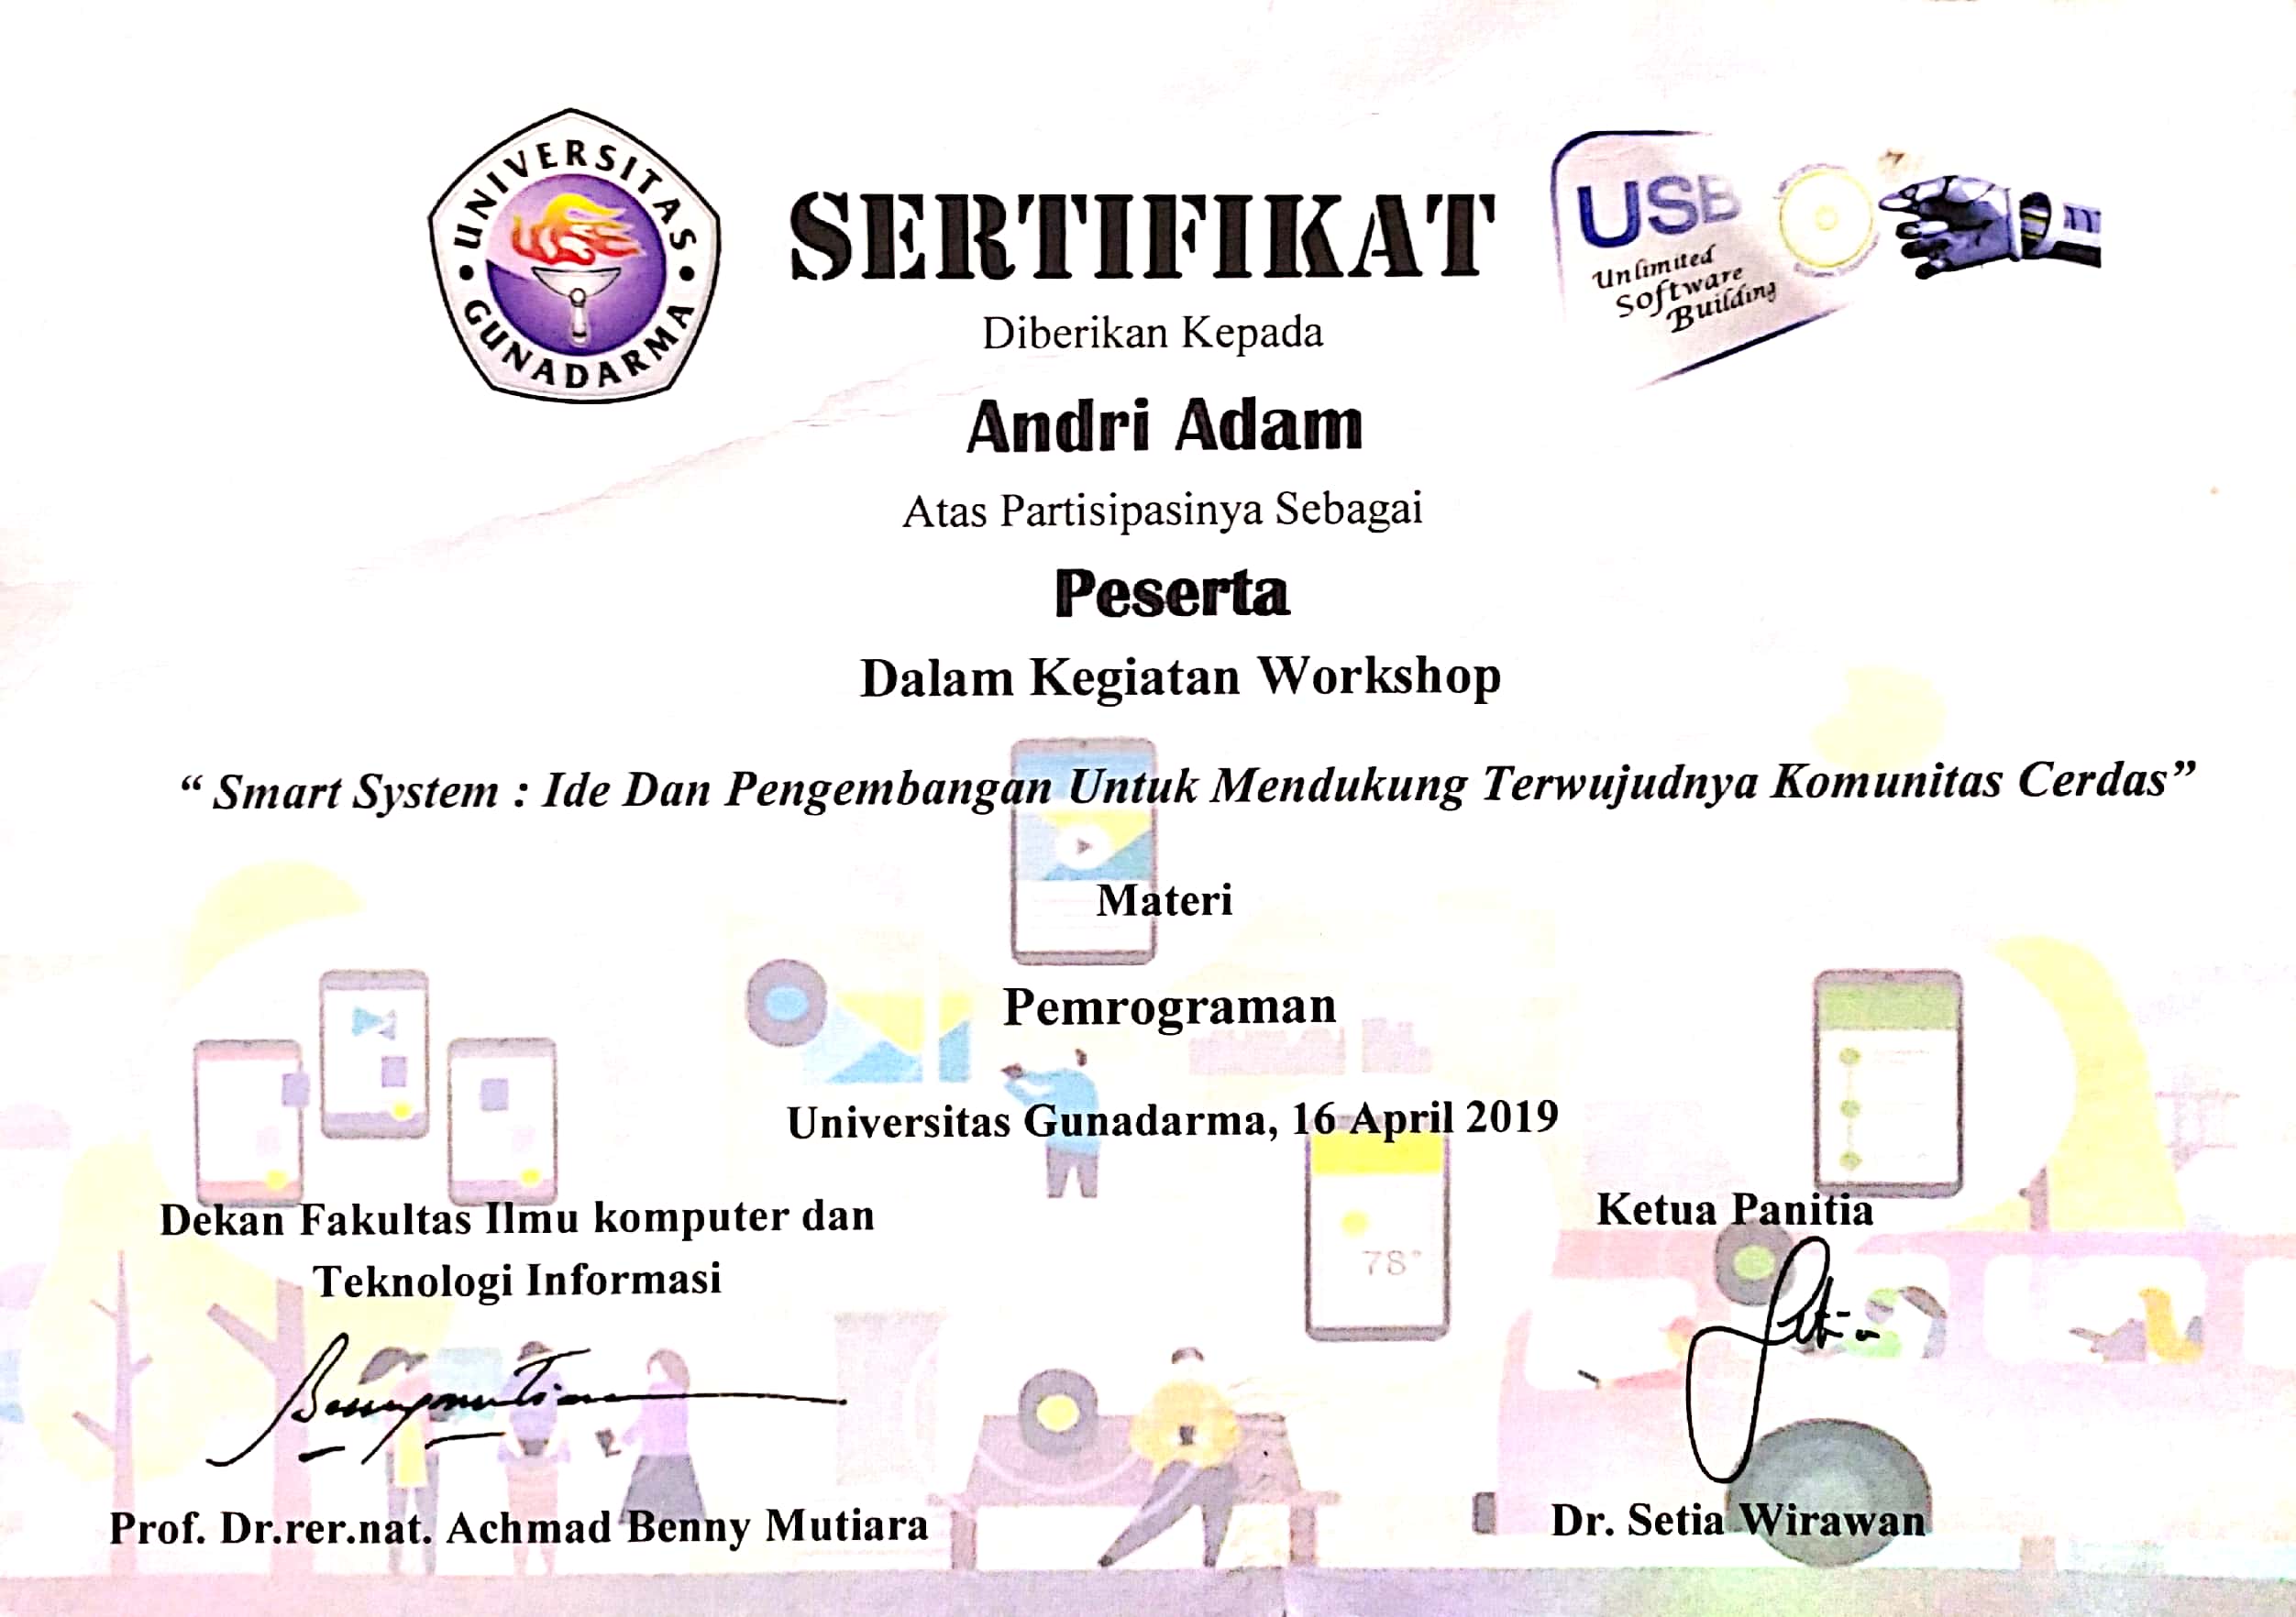 UNIVERSITAS GUNADARMA
SERTIFIKAT
USB
Unlimited
Software
Building
Diberikan Kepada
Andri Adam
Atas Partisipasinya Sebagai
Peserta
Dalam Kegiatan Workshop
“ Smart System : Ide Dan Pengembangan Untuk Mendukung Terwujudnya Komunitas Cerdas”
Materi
Pemrograman
Universitas Gunadarma, 16 April 2019
Dekan Fakultas Ilmu komputer dan
Teknologi Informasi
Ketua Panitia
78°
Prof. Dr.rer.nat. Achmad Benny Mutiara
Dr. Setia Wirawan